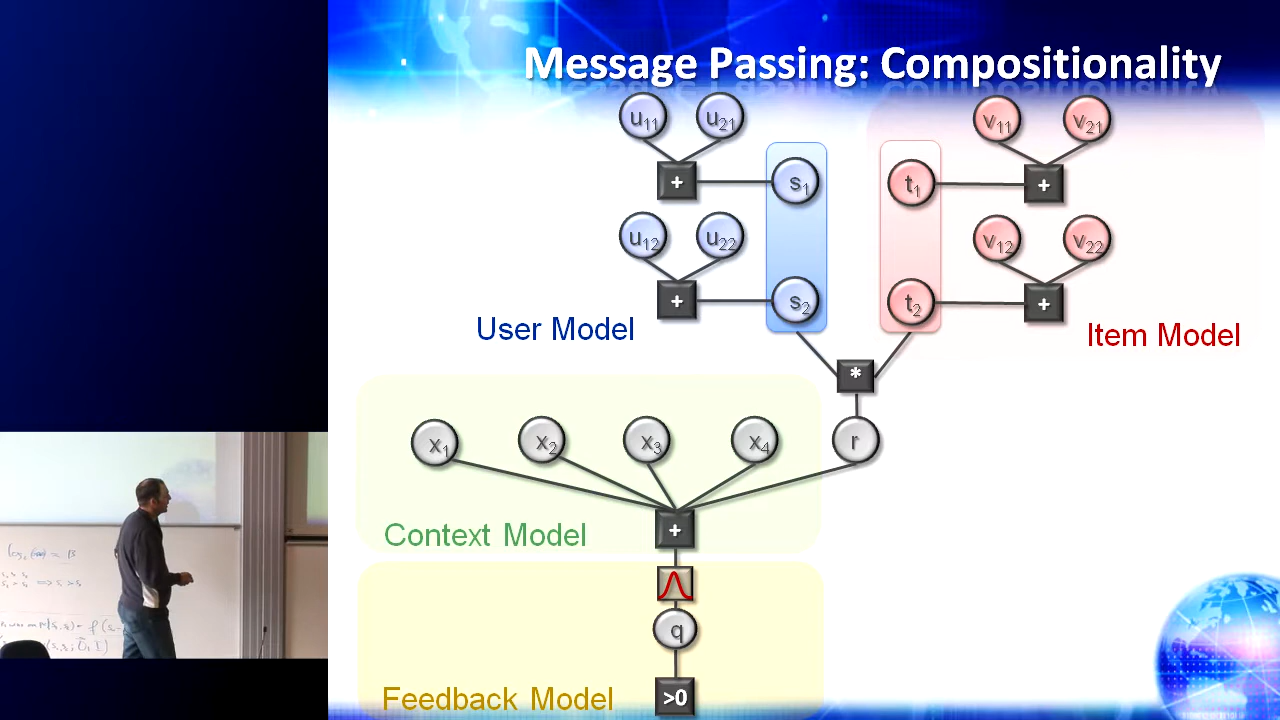 Message Passing: Compositionality
u11 u21 v11 v21
+ s1 t1 +
u12 u22 v12 v22
+ s2 t2 +
User Model
Item Model
*
x1 x2 x3 x4 r
Context Model
+
q
Feedback Model
>0